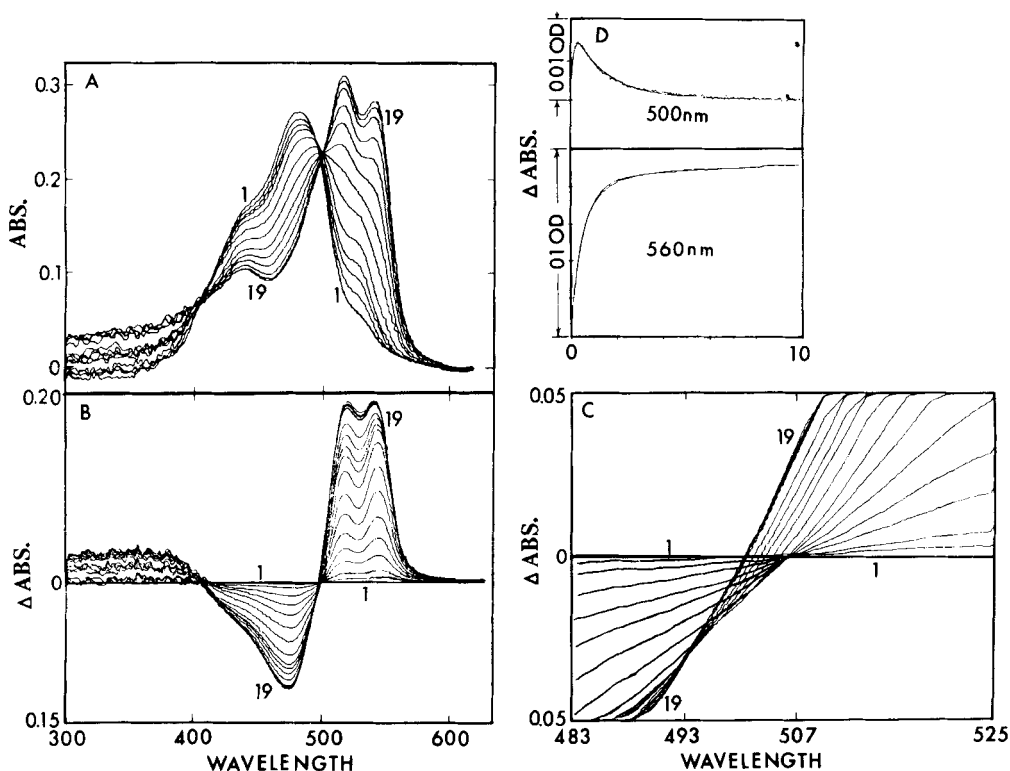 A
0.3
0.2
0.1
0
ABS.
1
19
19
1
B
0.20
0
0.15
Δ ABS.
1
1
19
19
300
400
500
600
WAVELENGTH
D
001OD
500nm
01OD
560nm
Δ ABS.
0
10
C
0.05
0
0.05
Δ ABS.
19
1
1
19
483
493
507
525
WAVELENGTH